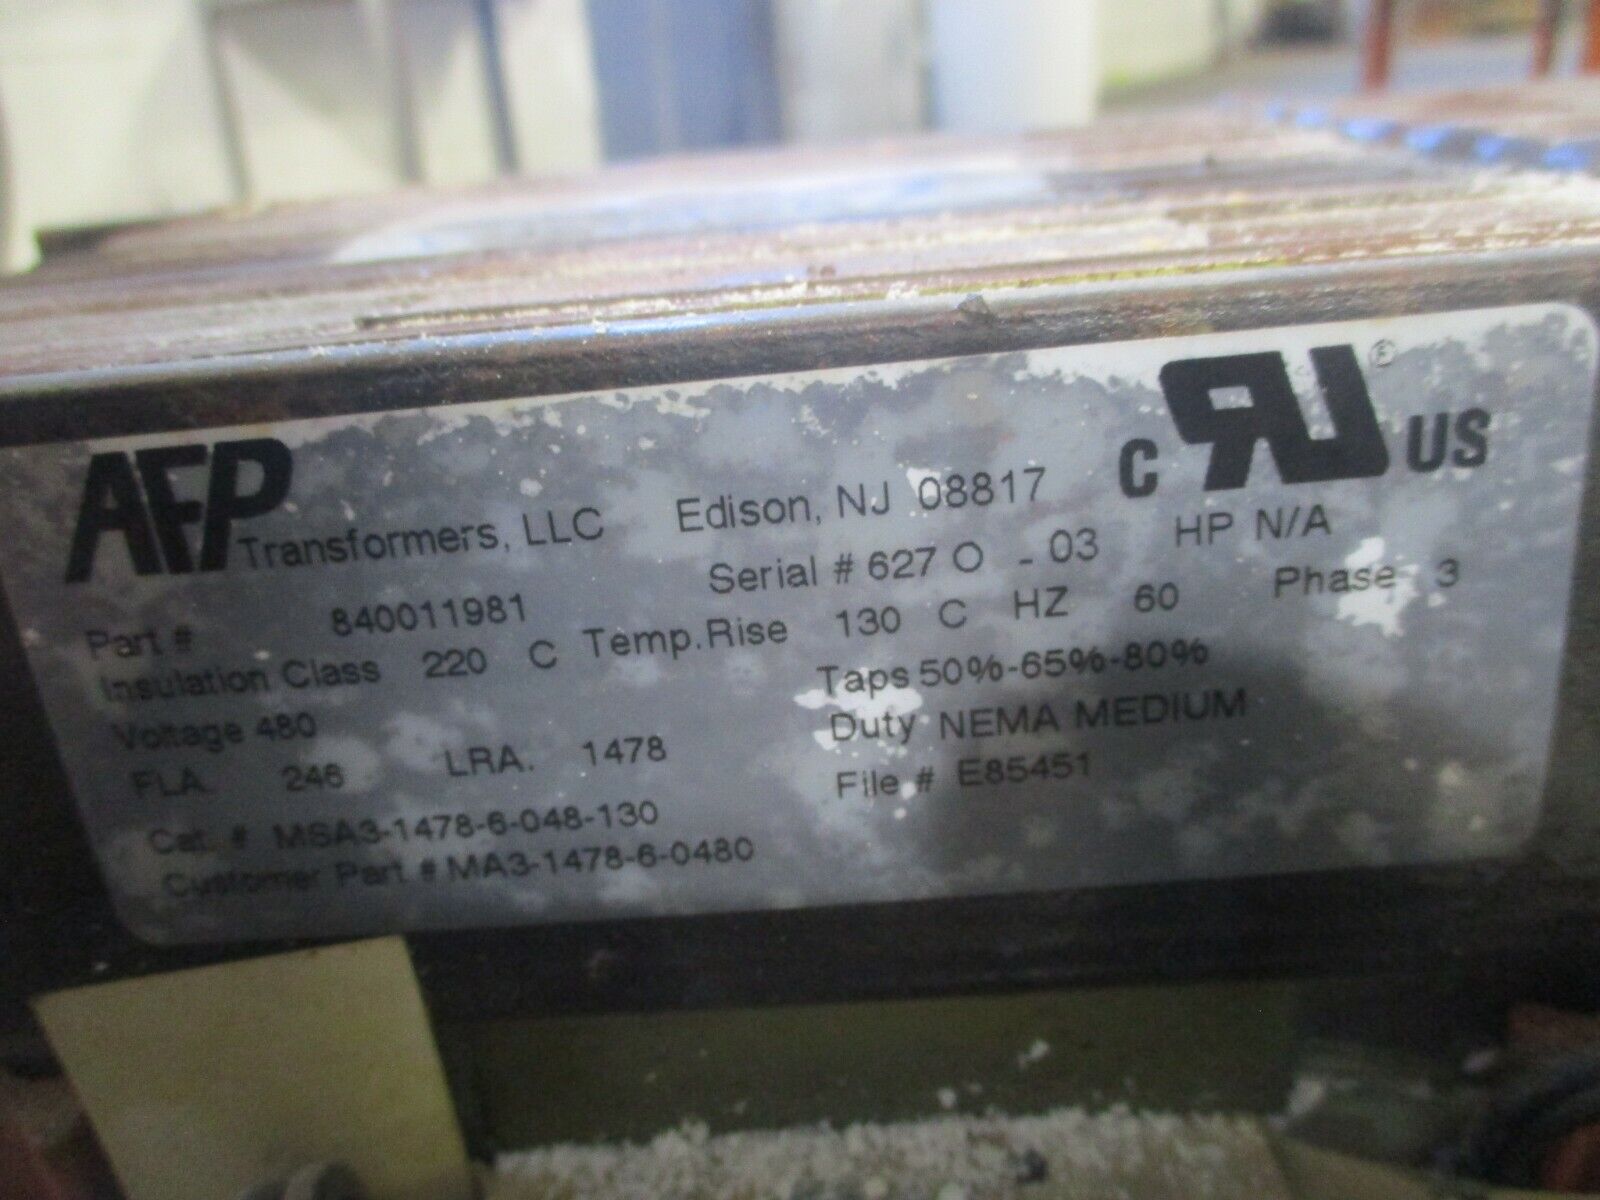 AFP Transformers, LLC Edison, NJ 08817 C RU® US
Part # 840011981 Serial # 627 O - 03 HP N/A
Insulation Class 220 C Temp.Rise 130 C HZ 60 Phase 3
Voltage 480 Taps 50%-65%-80%
FLA. 246 LRA. 1478 Duty NEMA MEDIUM
Cat. # MSA3-1478-6-048-130 File # E85451
Customer Part # MA3-1478-6-0480